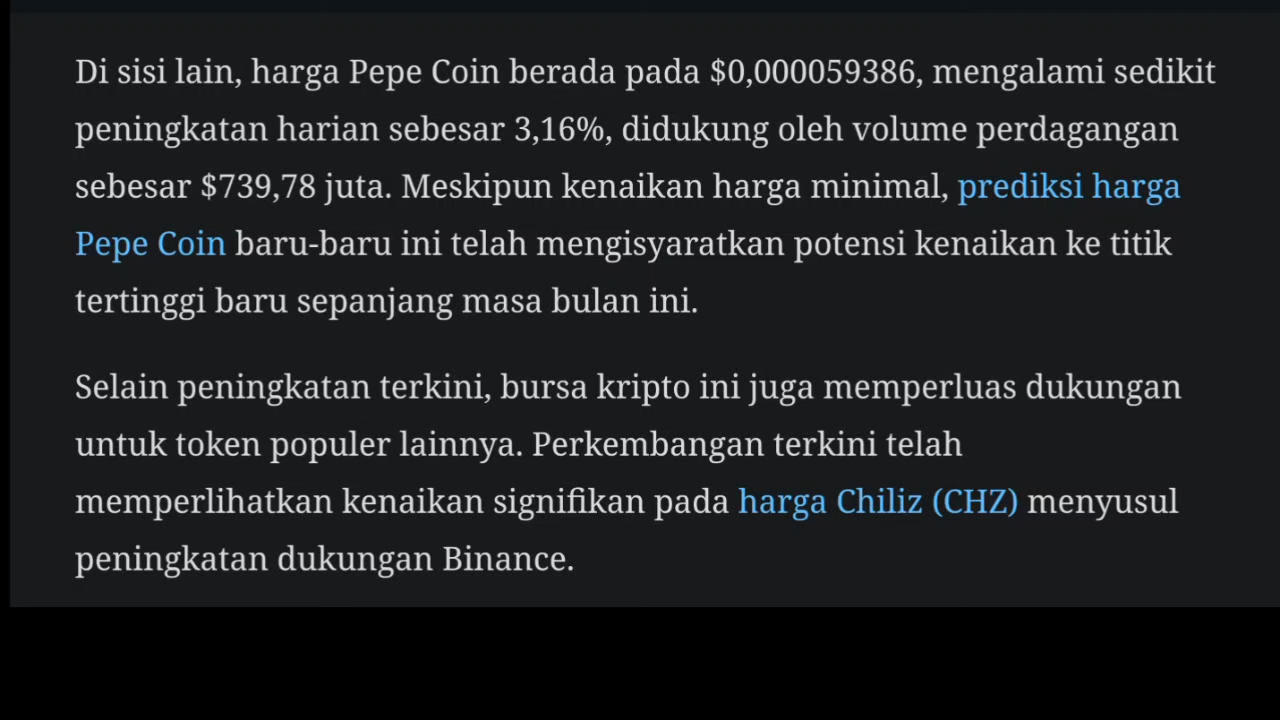 Di sisi lain, harga Pepe Coin berada pada $0,000059386, mengalami sedikit
peningkatan harian sebesar 3,16%, didukung oleh volume perdagangan
sebesar $739,78 juta. Meskipun kenaikan harga minimal, prediksi harga
Pepe Coin baru-baru ini telah mengisyaratkan potensi kenaikan ke titik
tertinggi baru sepanjang masa bulan ini.
Selain peningkatan terkini, bursa kripto ini juga memperluas dukungan
untuk token populer lainnya. Perkembangan terkini telah
memperlihatkan kenaikan signifikan pada harga Chiliz (CHZ) menyusul
peningkatan dukungan Binance.